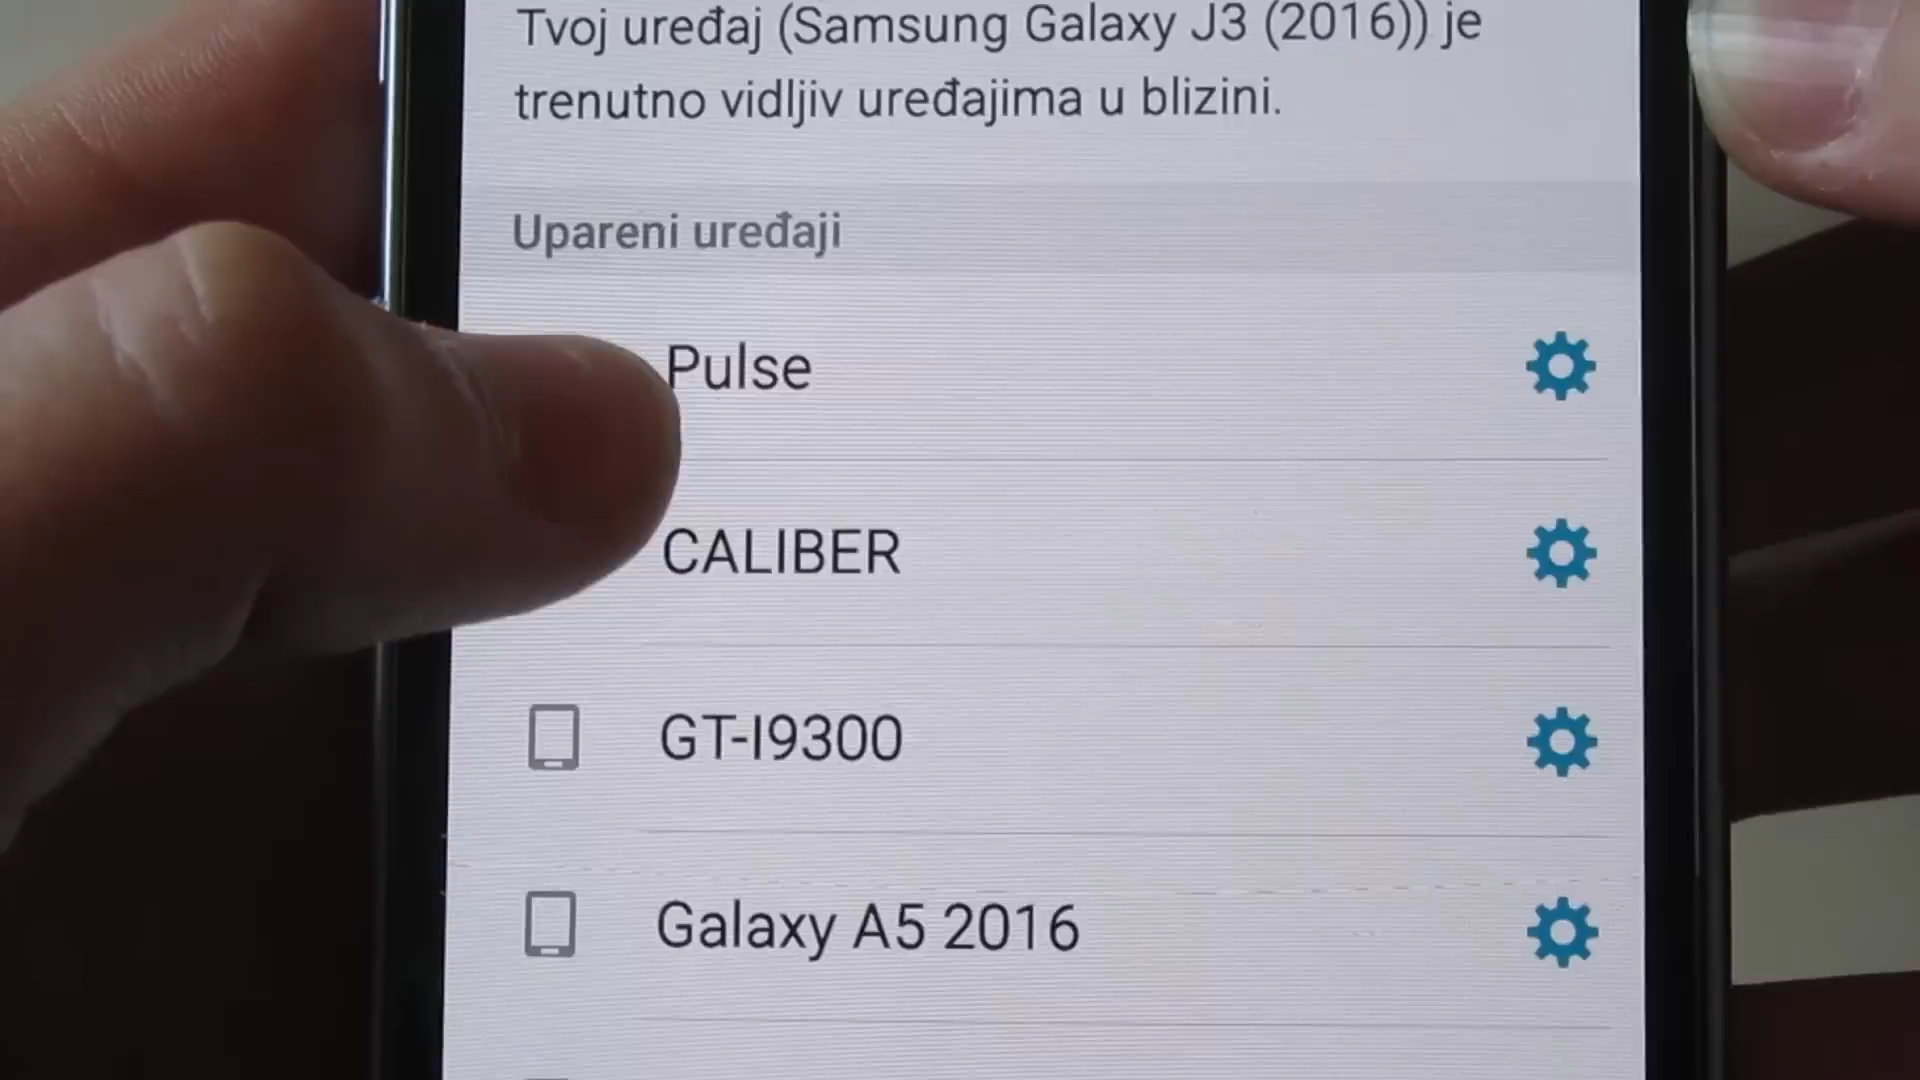 Tvoj uređaj (Samsung Galaxy J3 (2016)) je
trenutno vidljiv uređajima u blizini.
Upareni uređaji
Pulse
CALIBER
GT-I9300
Galaxy A5 2016